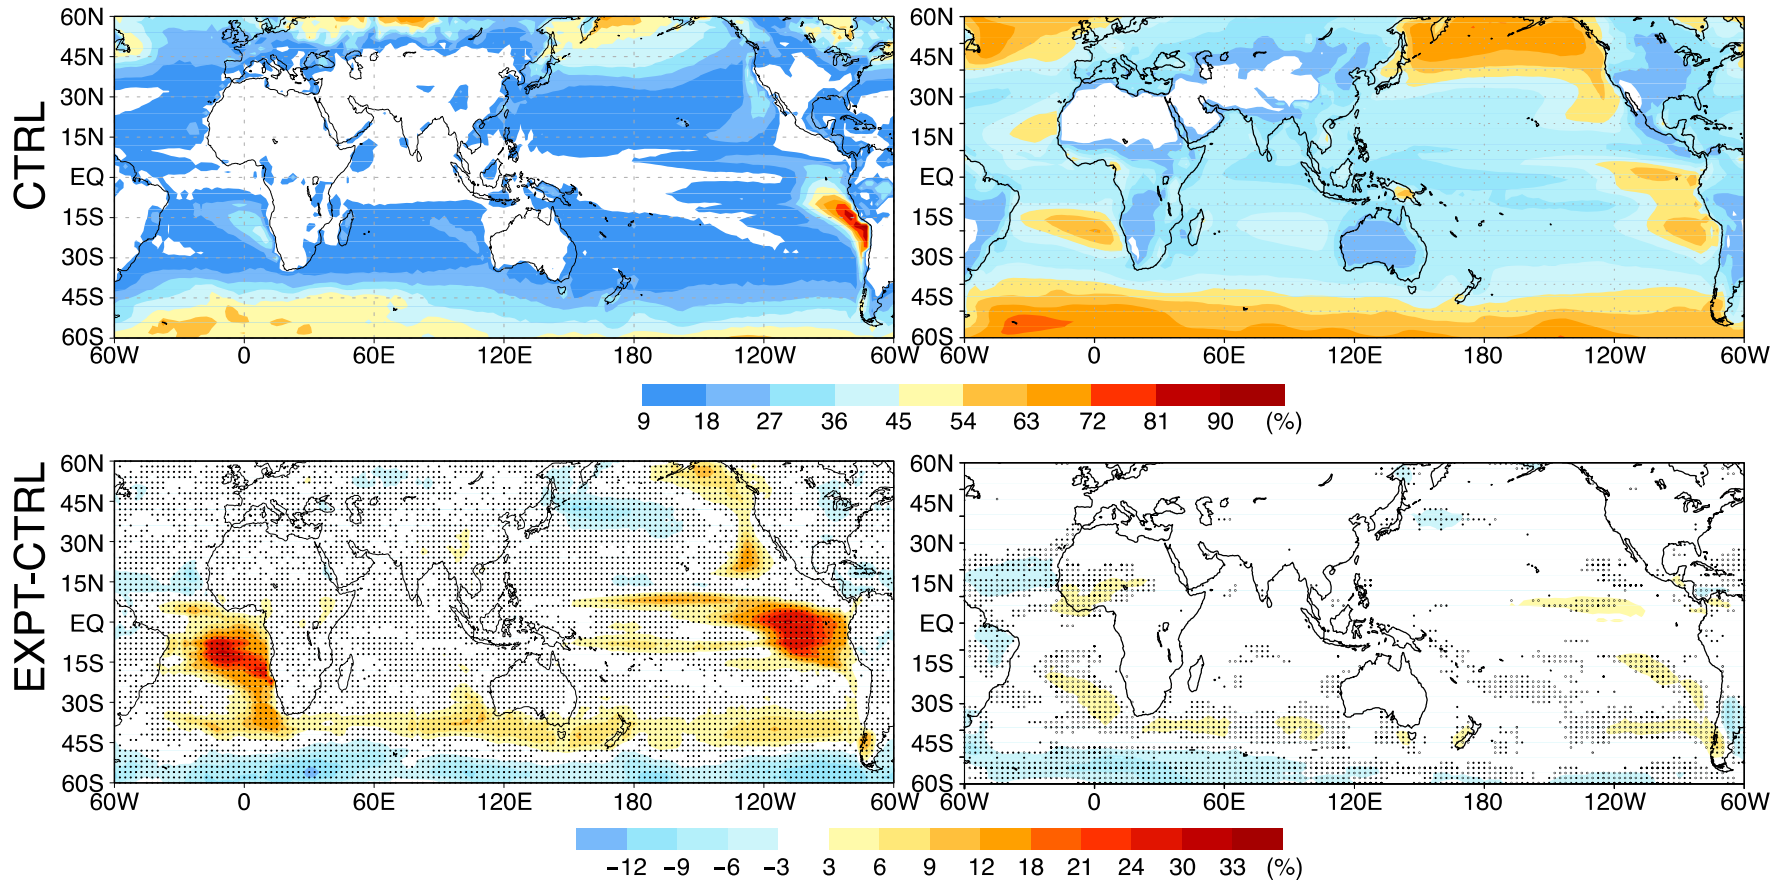 CTRL
60N
45N
30N
15N
EQ
15S
30S
45S
60S
60W 0 60E 120E 180 120W 60W
60N
45N
30N
15N
EQ
15S
30S
45S
60S
60W 0 60E 120E 180 120W 60W
9 18 27 36 45 54 63 72 81 90 (%)
EXPT-CTRL
60N
45N
30N
15N
EQ
15S
30S
45S
60S
60W 0 60E 120E 180 120W 60W
60N
45N
30N
15N
EQ
15S
30S
45S
60S
60W 0 60E 120E 180 120W 60W
−12 −9 −6 −3 3 6 9 12 18 21 24 30 33 (%)